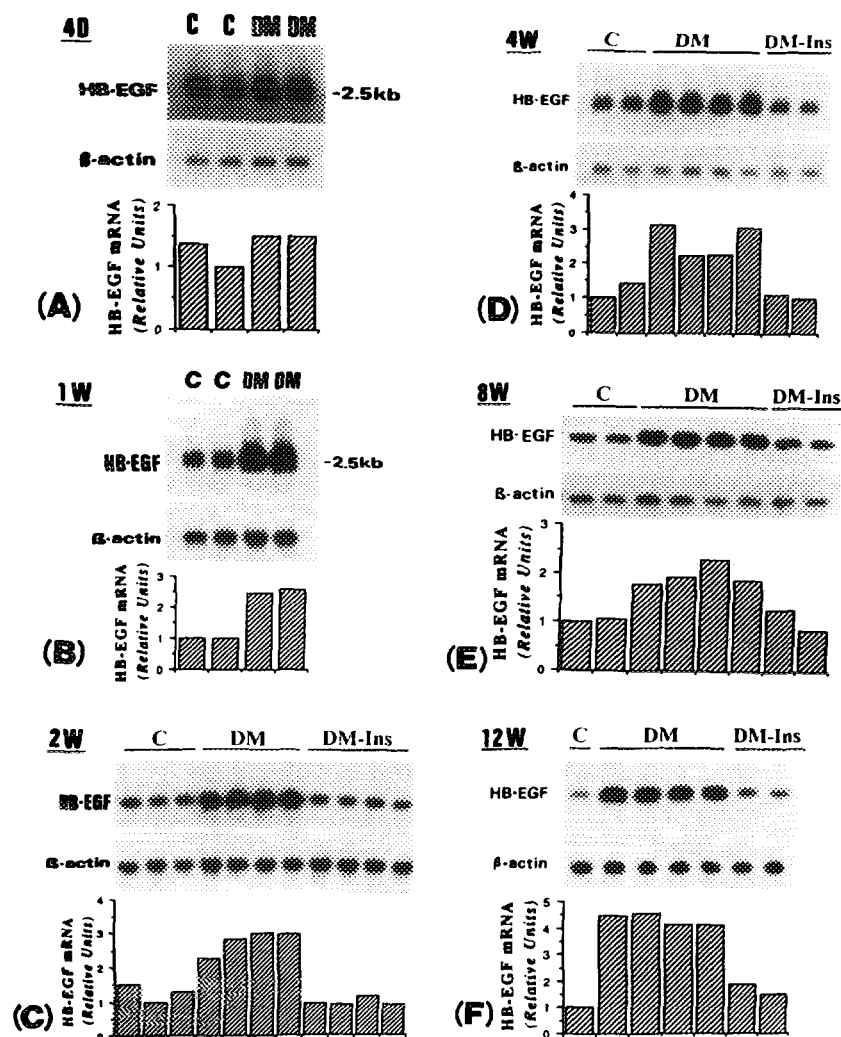 4D
C C DM DM
HB-EGF
-2.5kb
β-actin
HB-EGF mRNA
(Relative Units)
2
1
0
(A)
1W
C C DM DM
HB-EGF
-2.5kb
β-actin
HB-EGF mRNA
(Relative Units)
3
2
1
0
(B)
2W
C DM DM-Ins
HB-EGF
β-actin
HB-EGF mRNA
(Relative Units)
4
3
2
1
0
(C)
4W
C DM DM-Ins
HB-EGF
β-actin
HB-EGF mRNA
(Relative Units)
4
3
2
1
0
(D)
8W
C DM DM-Ins
HB-EGF
β-actin
HB-EGF mRNA
(Relative Units)
3
2
1
0
(E)
12W
C DM DM-Ins
HB-EGF
β-actin
HB-EGF mRNA
(Relative Units)
5
4
3
2
1
0
(F)